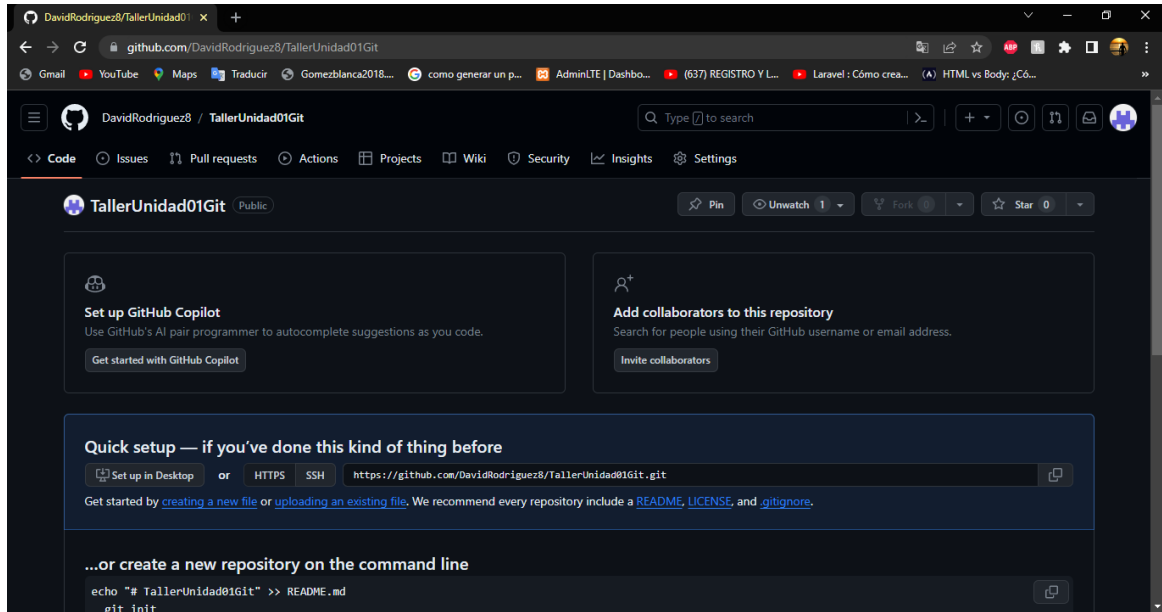 DavidRodriguez8/TallerUnidad01
github.com/DavidRodriguez8/TallerUnidad01Git
Gmail YouTube Maps Traducir Gomezblanca2018.... como generar un p... AdminLTE | Dashbo... (637) REGISTRO Y L... Laravel : Cómo crea... HTML vs Body: ¿Có... »
DavidRodriguez8 / TallerUnidad01Git Type / to search
Code Issues Pull requests Actions Projects Wiki Security Insights Settings
TallerUnidad01Git Public Pin Unwatch 1 Fork 0 Star 0
Set up GitHub Copilot
Use GitHub's AI pair programmer to autocomplete suggestions as you code.
Get started with GitHub Copilot
Add collaborators to this repository
Search for people using their GitHub username or email address.
Invite collaborators
Quick setup — if you've done this kind of thing before
Set up in Desktop or HTTPS SSH https://github.com/DavidRodriguez8/TallerUnidad01Git.git
Get started by creating a new file or uploading an existing file. We recommend every repository include a README, LICENSE, and .gitignore.
...or create a new repository on the command line
echo "# TallerUnidad01Git" >> README.md
git init